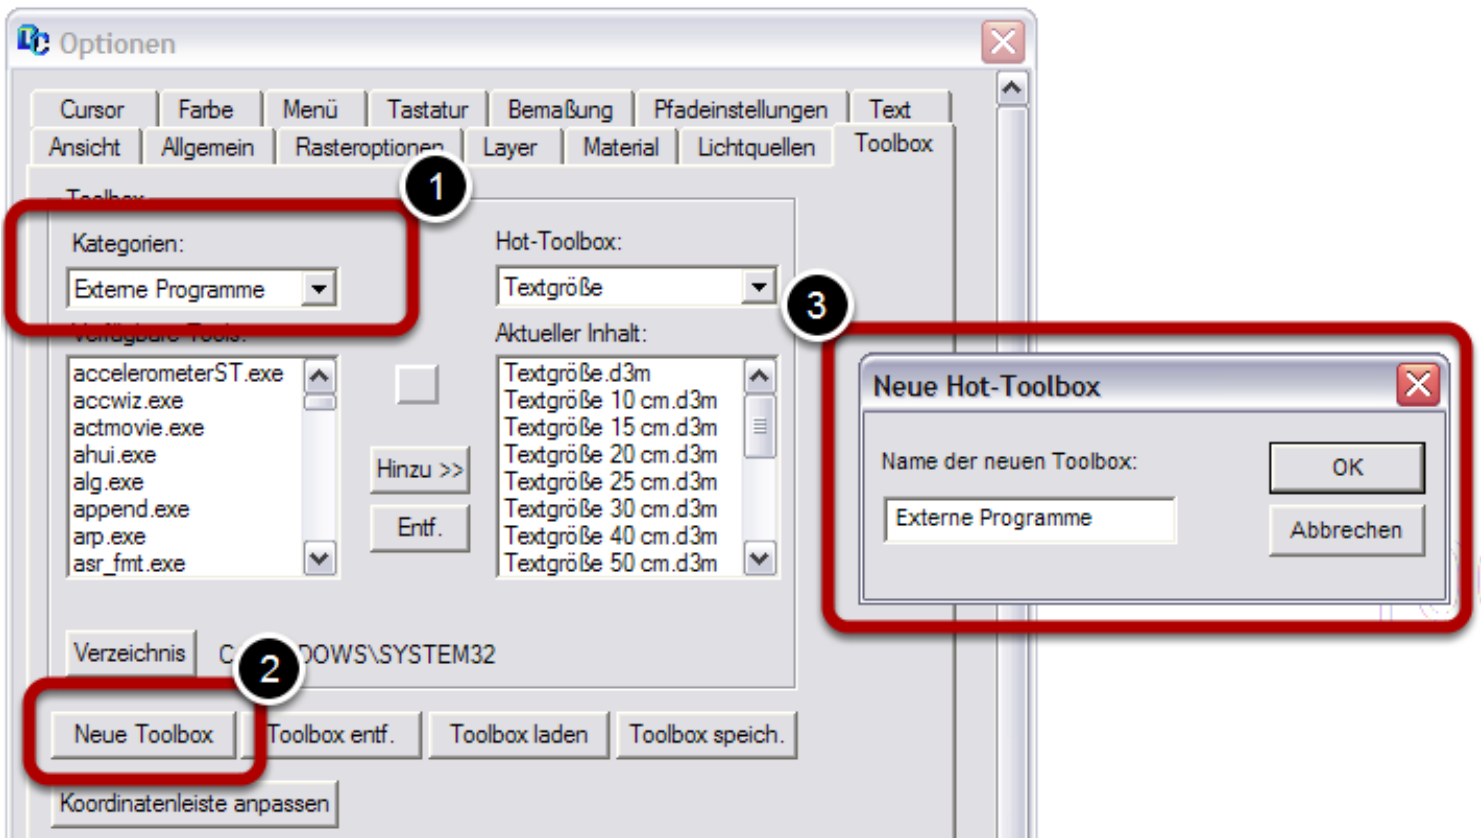 Optionen
Cursor Farbe Menü Tastatur Bemaßung Pfadeinstellungen Text
Ansicht Allgemein Rasteroptionen Layer Material Lichtquellen Toolbox
1
Toolbox
Kategorien:
Externe Programme
Hot-Toolbox:
Textgröße
3
Verfügbare Tools:
accelerometerST.exe
accwiz.exe
actmovie.exe
ahui.exe
alg.exe
append.exe
arp.exe
asr_fmt.exe
Hinzu >>
Entf.
Aktueller Inhalt:
Textgröße.d3m
Textgröße 10 cm.d3m
Textgröße 15 cm.d3m
Textgröße 20 cm.d3m
Textgröße 25 cm.d3m
Textgröße 30 cm.d3m
Textgröße 40 cm.d3m
Textgröße 50 cm.d3m
Neue Hot-Toolbox
Name der neuen Toolbox:
Externe Programme
OK
Abbrechen
Verzeichnis
2
Neue Toolbox Toolbox entf. Toolbox laden Toolbox speich.
Koordinatenleiste anpassen